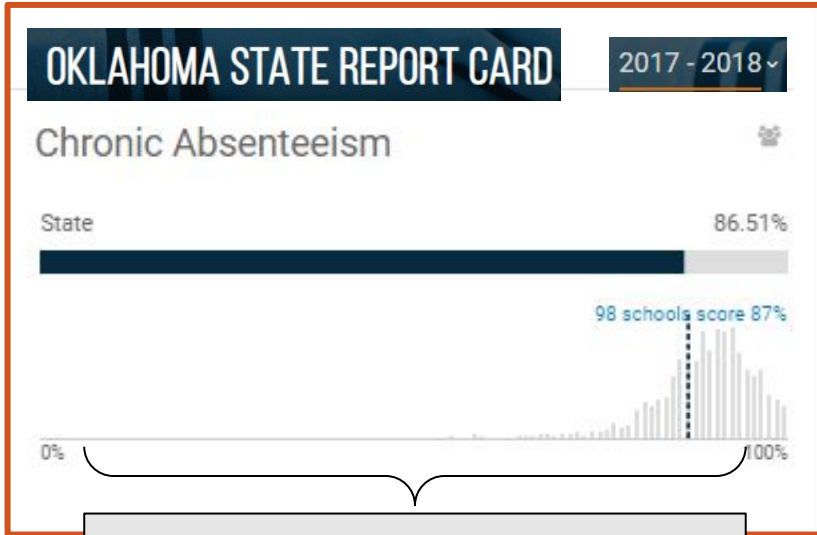 OKLAHOMA STATE REPORT CARD 2017 - 2018
Chronic Absenteeism
State 86.51%
98 schools score 87%
0% 100%